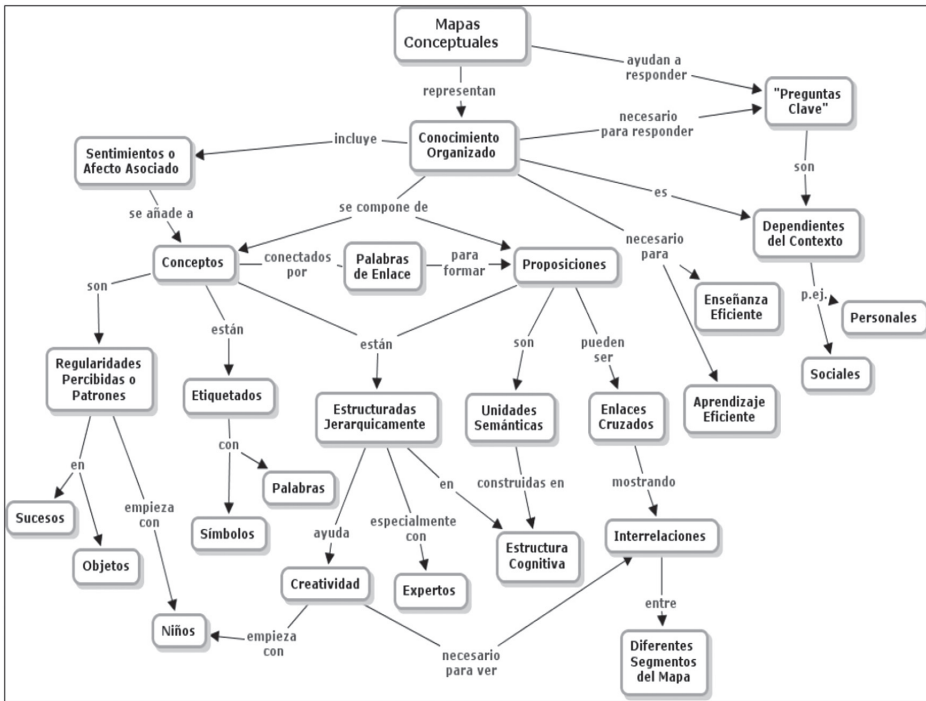 Mapas
Conceptuales
ayudan a
responder
representan
"Preguntas
Clave"
necesario
para responder
Conocimiento
Organizado
incluye
Sentimientos o
Afecto Asociado
son
es
se añade a
se compone de
Dependientes
del Contexto
necesario
para
Conceptos
conectados
por
Palabras
de Enlace
para
formar
Proposiciones
son
Enseñanza
Eficiente
p.ej.
Personales
están
están
son
pueden
ser
Regularidades
Percibidas o
Patrones
Sociales
Etiquetados
Estructuradas
Jerarquicamente
Unidades
Semánticas
Enlaces
Cruzados
Aprendizaje
Eficiente
en
con
Palabras
en
construidas en
mostrando
Sucesos
empieza
con
Símbolos
ayuda
especialmente
con
Interrelaciones
Objetos
Estructura
Cognitiva
Creatividad
Expertos
entre
Niños
empieza
con
necesario
para ver
Diferentes
Segmentos
del Mapa